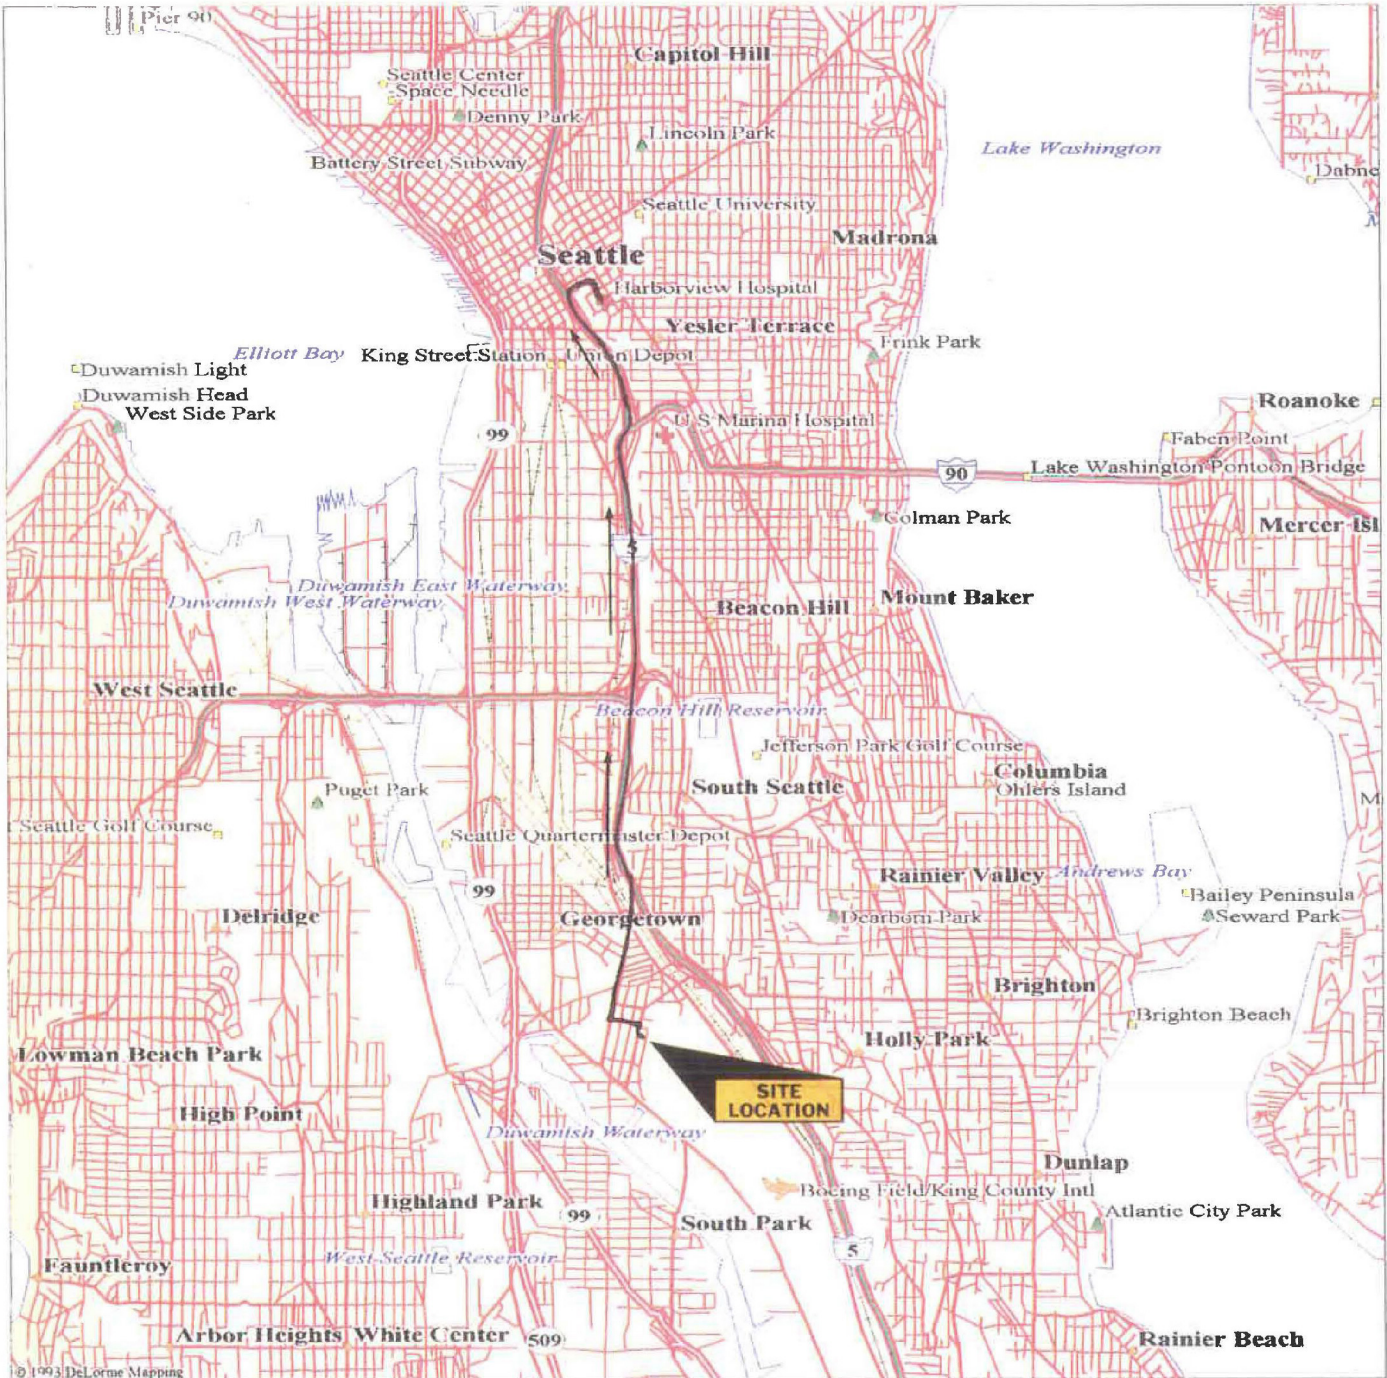 Pier 90
Capitol Hill
Seattle Center
Space Needle
Denny Park
Lincoln Park
Lake Washington
Battery Street Subway
Dabne
Seattle University
Madrona
Seattle
Harborview Hospital
Yesler Terrace
Elliott Bay
King Street Station
Union Depot
Frink Park
Duwamish Light
Duwamish Head
West Side Park
Roanoke
99
U S Marina Hospital
Faben Point
90
Lake Washington Pontoon Bridge
Colman Park
Mercer Isl
5
Duwamish East Waterway
Duwamish West Waterway
Beacon Hill
Mount Baker
West Seattle
Beacon Hill Reservoir
Jefferson Park Golf Course
Columbia
Ohlers Island
Puget Park
South Seattle
M
t Seattle Golf Course
Seattle Quartermaster Depot
99
Rainier Valley
Andrews Bay
Bailey Peninsula
Delridge
Georgetown
Dearborn Park
Seward Park
Brighton
Brighton Beach
Lowman Beach Park
Holly Park
SITE
LOCATION
High Point
Duwamish Waterway
Dunlap
Boeing Field/King County Intl
Highland Park
99
South Park
Atlantic City Park
5
West Seattle Reservoir
Fauntleroy
Arbor Heights
White Center
509
Rainier Beach
© 1993 DeLorme Mapping